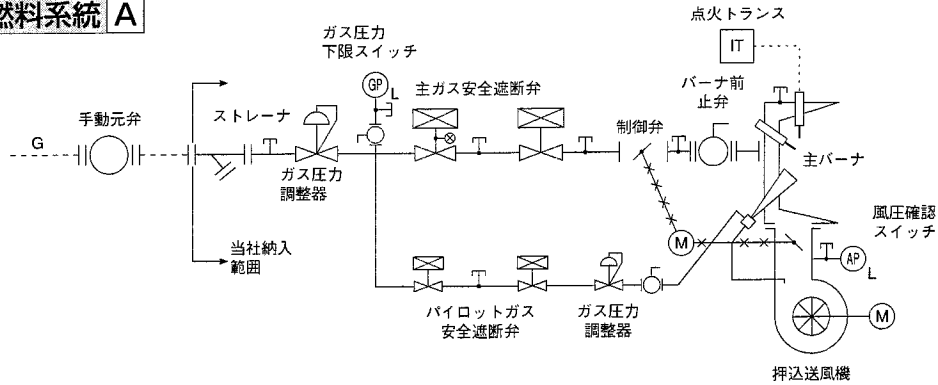 燃料系統 A
点火トランス
IT
ガス圧力
下限スイッチ
GP
L
主ガス安全遮断弁
バーナ前
止弁
ストレーナ
手動元弁
制御弁
G
主バーナ
ガス圧力
調整器
風圧確認
スイッチ
M
AP
L
当社納入
範囲
パイロットガス
安全遮断弁
ガス圧力
調整器
M
押込送風機